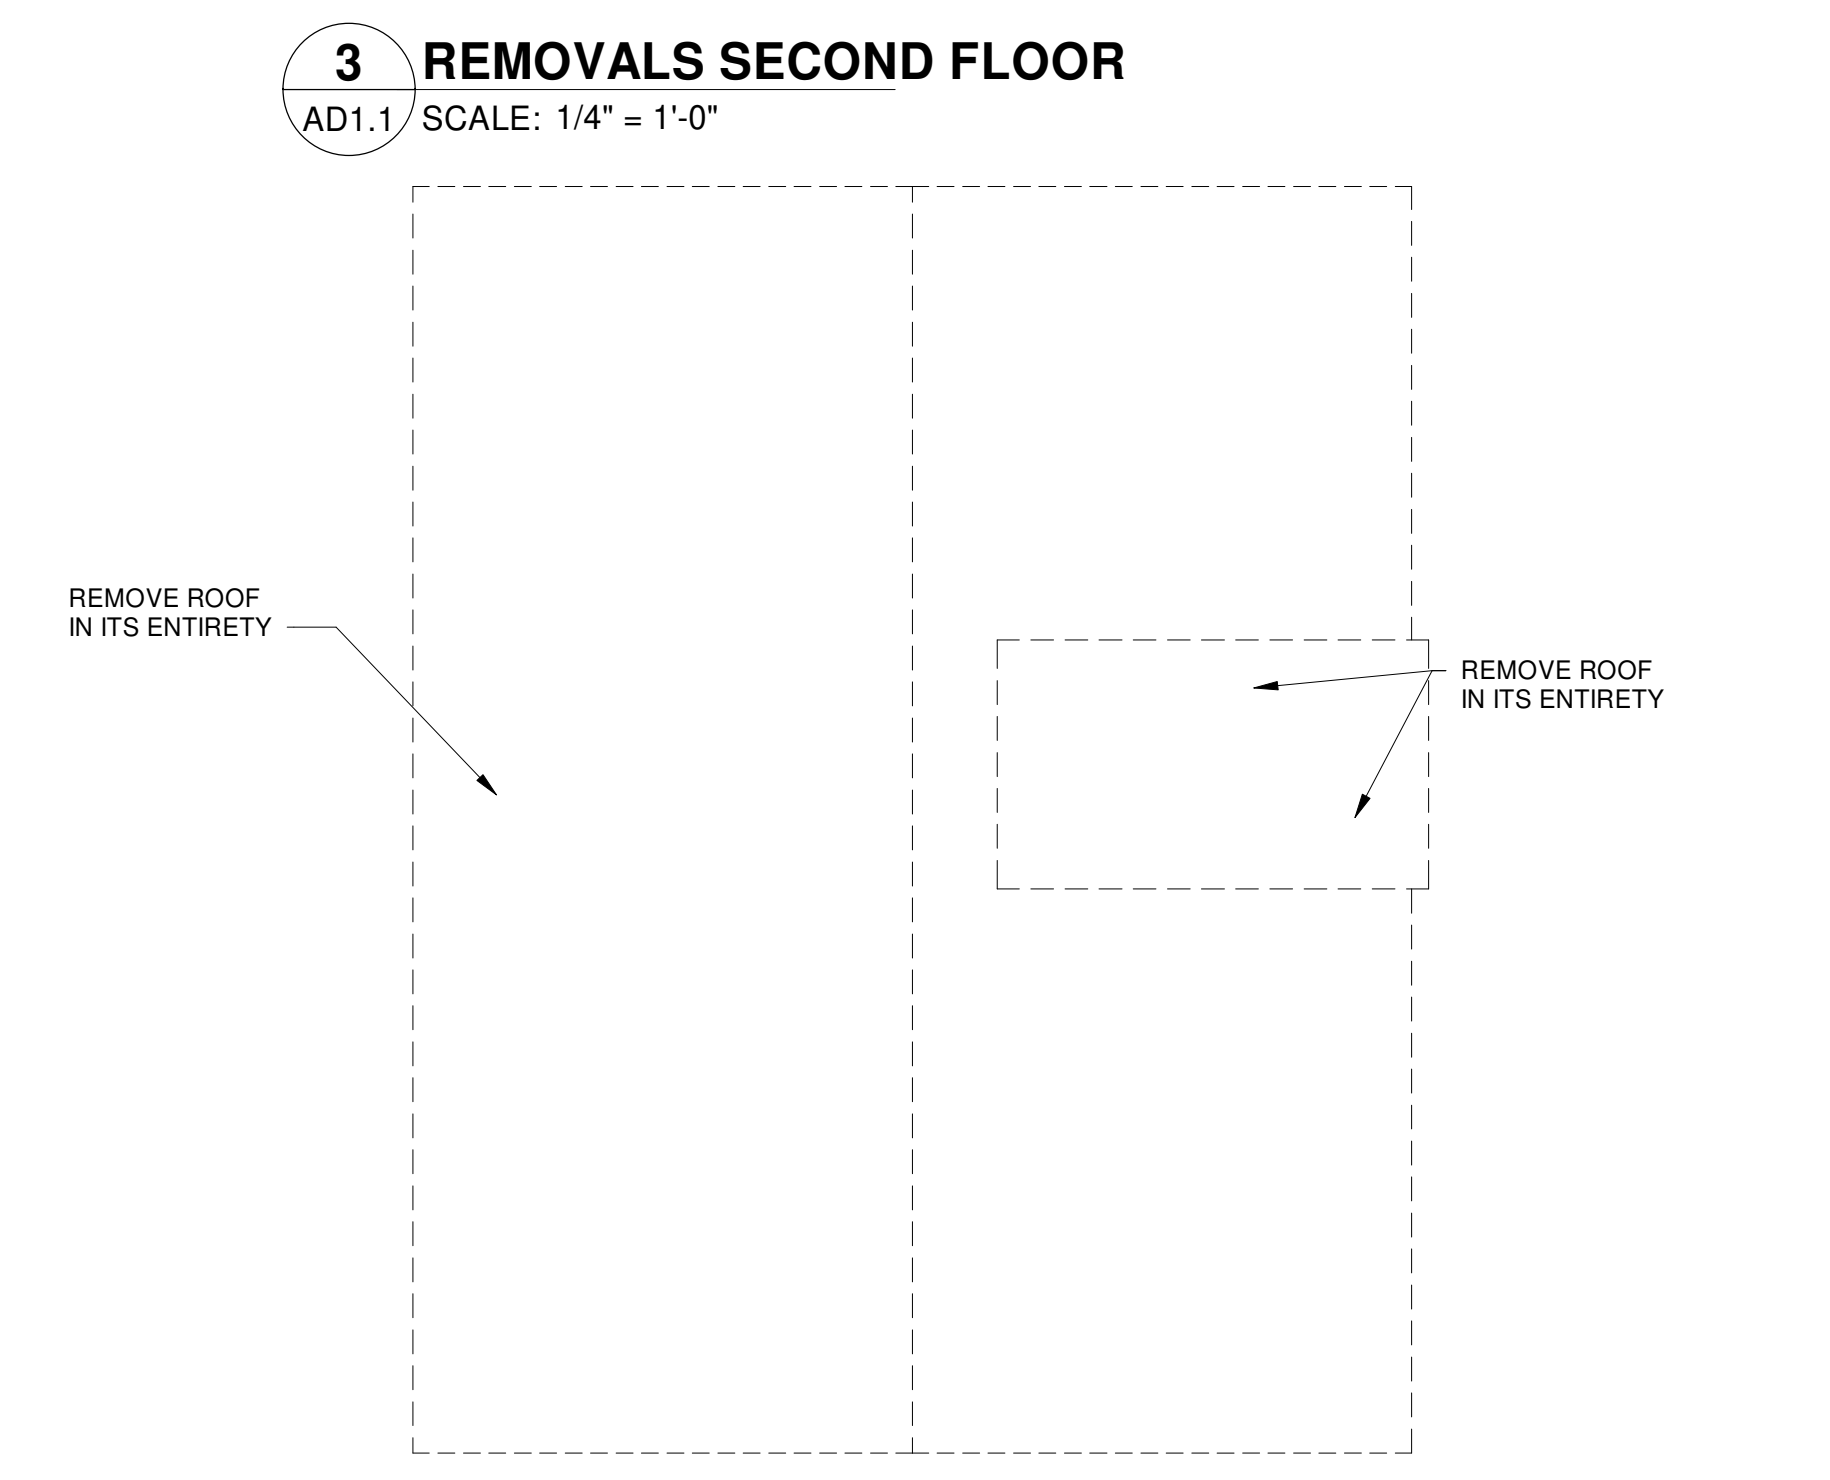 3 REMOVALS SECOND FLOOR
AD1.1 SCALE: 1/4" = 1'-0"
REMOVE ROOF
IN ITS ENTIRETY
REMOVE ROOF
IN ITS ENTIRETY